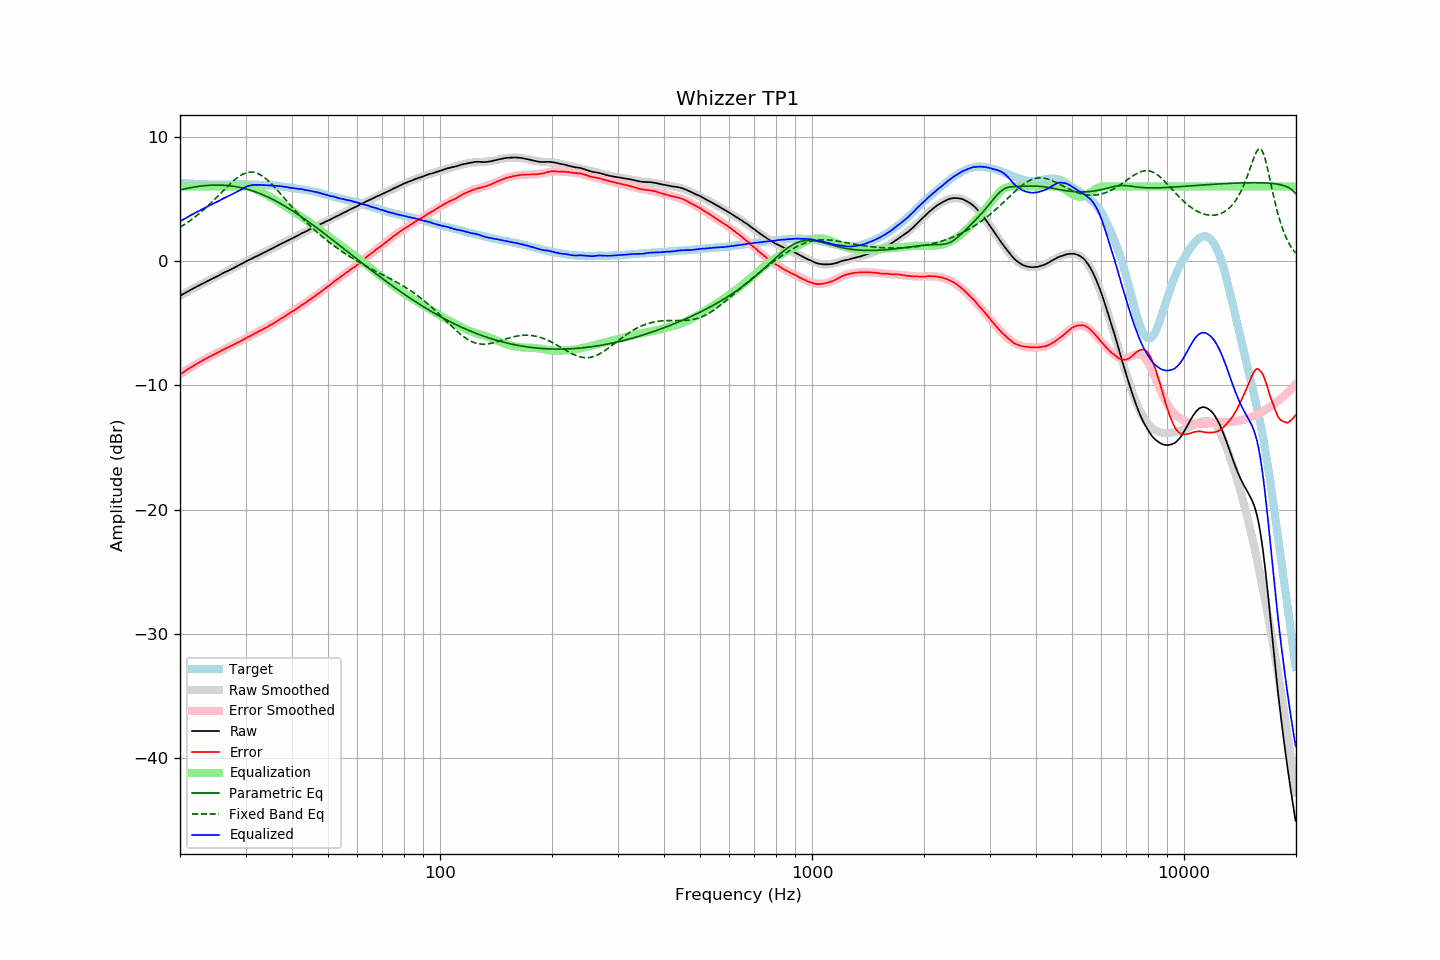 Whizzer TP1
10
0
−10
−20
−30
−40
Amplitude (dBr)
Target
Raw Smoothed
Error Smoothed
Raw
Error
Equalization
Parametric Eq
Fixed Band Eq
Equalized
100
1000
10000
Frequency (Hz)